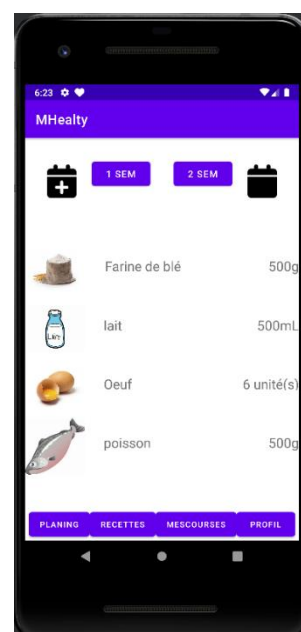 6:23
MHealty
1 SEM 2 SEM
Farine de blé 500g
Lait
lait 500mL
Oeuf 6 unité(s)
poisson 500g
PLANING RECETTES MESCOURSES PROFIL